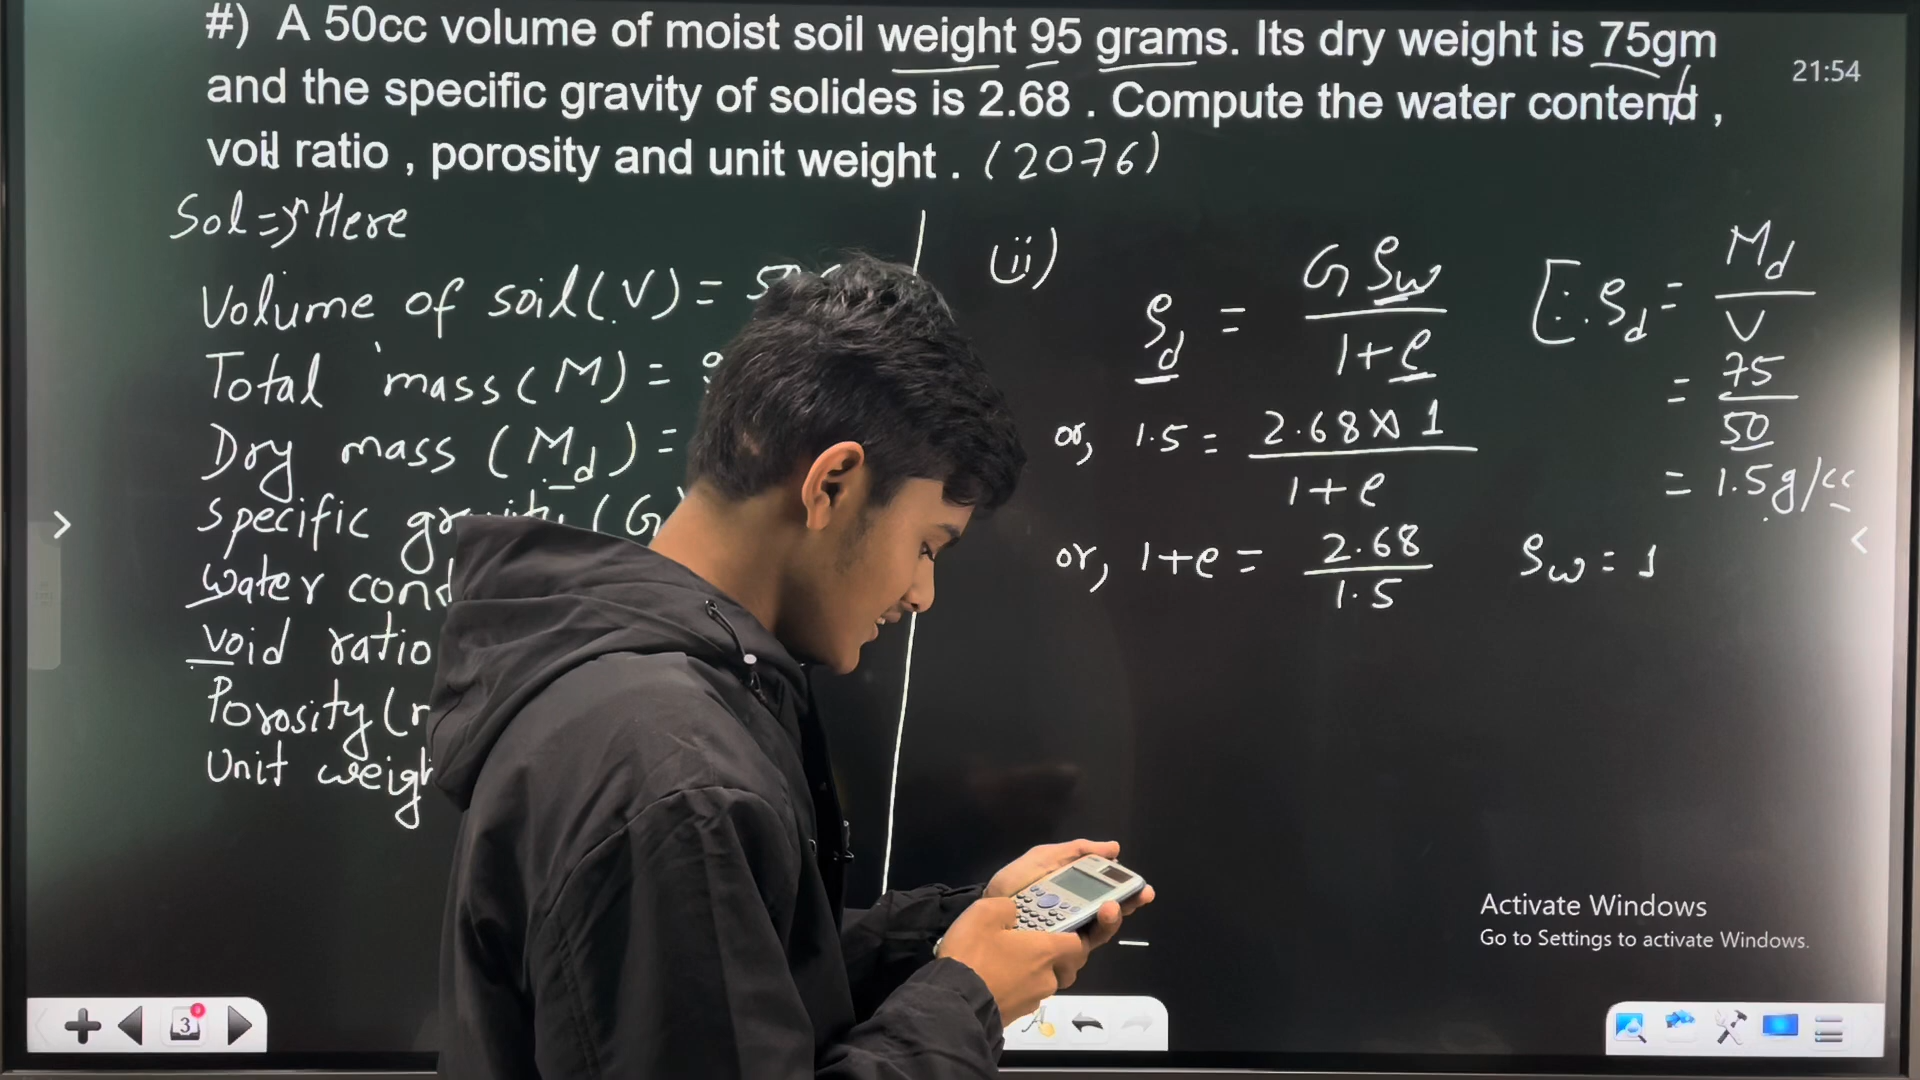 #) A 50cc volume of moist soil weight 95 grams. Its dry weight is 75gm
and the specific gravity of solides is 2.68 . Compute the water contend ,
void ratio , porosity and unit weight . (2076)
21:54
Sol => Here
Volume of soil (V) =
Total mass (M) =
Dry mass (Md) =
Specific gravity (G
Water cond
void ratio
Porosity (
Unit weigh
(ii)
ρd = Gρw / 1+e
or, 1.5 = 2.68×1 / 1+e
or, 1+e = 2.68 / 1.5
[∴ ρd = Md / V
= 75 / 50
= 1.5g/cc
ρw = 1
Activate Windows
Go to Settings to activate Windows.
3